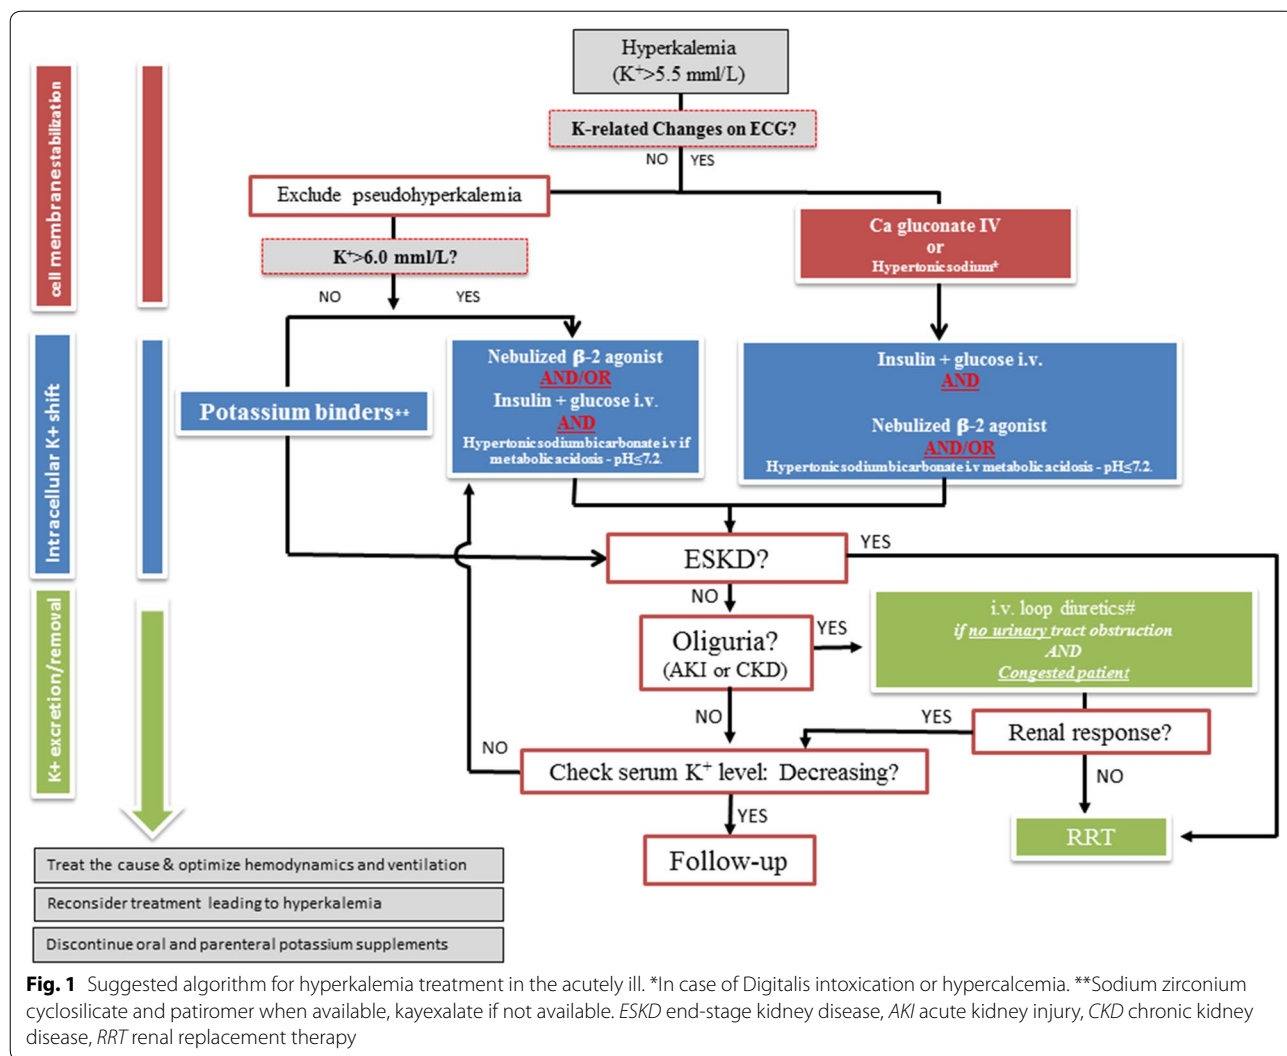 Hyperkalemia
(K+>5.5 mml/L)
K-related Changes on ECG?
NO YES
Exclude pseudohyperkalemia
K+>6.0 mml/L?
NO YES
Ca gluconate IV
or
Hypertonic sodium*
cell membrane stabilization
Intracellular K+ shift
K+ excretion/removal
Potassium binders**
Nebulized β-2 agonist
AND/OR
Insulin + glucose i.v.
AND
Hypertonic sodium bicarbonate i.v if
metabolic acidosis - pH≤7.2.
Insulin + glucose i.v.
AND
Nebulized β-2 agonist
AND/OR
Hypertonic sodium bicarbonate i.v metabolic acidosis - pH≤7.2.
ESKD?
YES
NO
Oliguria?
(AKI or CKD)
YES
i.v. loop diuretics#
if no urinary tract obstruction
AND
Congested patient
NO
YES
Renal response?
NO
NO
Check serum K+ level: Decreasing?
YES
RRT
Follow-up
Treat the cause & optimize hemodynamics and ventilation
Reconsider treatment leading to hyperkalemia
Discontinue oral and parenteral potassium supplements
Fig. 1 Suggested algorithm for hyperkalemia treatment in the acutely ill. *In case of Digitalis intoxication or hypercalcemia. **Sodium zirconium
cyclosilicate and patiromer when available, kayexalate if not available. ESKD end-stage kidney disease, AKI acute kidney injury, CKD chronic kidney
disease, RRT renal replacement therapy